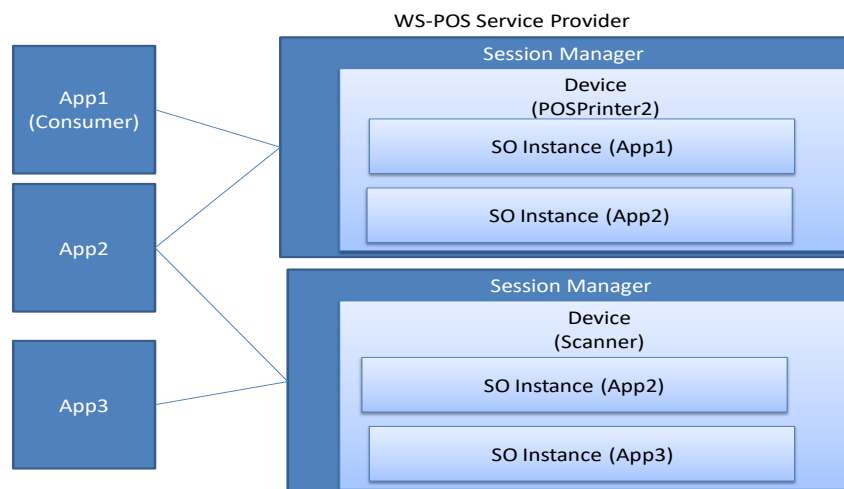 WS-POS Service Provider
App1
(Consumer)
App2
App3
Session Manager
Device
(POSPrinter2)
SO Instance (App1)
SO Instance (App2)
Session Manager
Device
(Scanner)
SO Instance (App2)
SO Instance (App3)